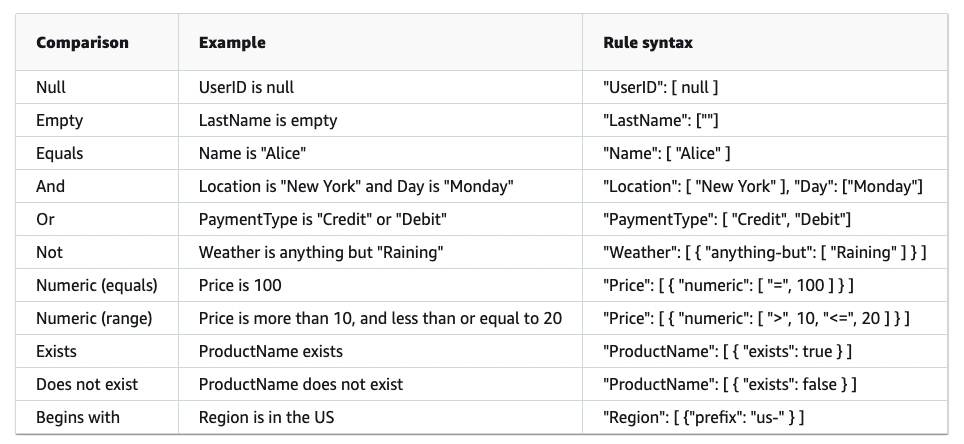 Comparison Example Rule syntax
Null UserID is null "UserID": [ null ]
Empty LastName is empty "LastName": [""]
Equals Name is "Alice" "Name": [ "Alice" ]
And Location is "New York" and Day is "Monday" "Location": [ "New York" ], "Day": ["Monday"]
Or PaymentType is "Credit" or "Debit" "PaymentType": [ "Credit", "Debit"]
Not Weather is anything but "Raining" "Weather": [ { "anything-but": [ "Raining" ] } ]
Numeric (equals) Price is 100 "Price": [ { "numeric": [ "=", 100 ] } ]
Numeric (range) Price is more than 10, and less than or equal to 20 "Price": [ { "numeric": [ ">", 10, "<=", 20 ] } ]
Exists ProductName exists "ProductName": [ { "exists": true } ]
Does not exist ProductName does not exist "ProductName": [ { "exists": false } ]
Begins with Region is in the US "Region": [ {"prefix": "us-" } ]